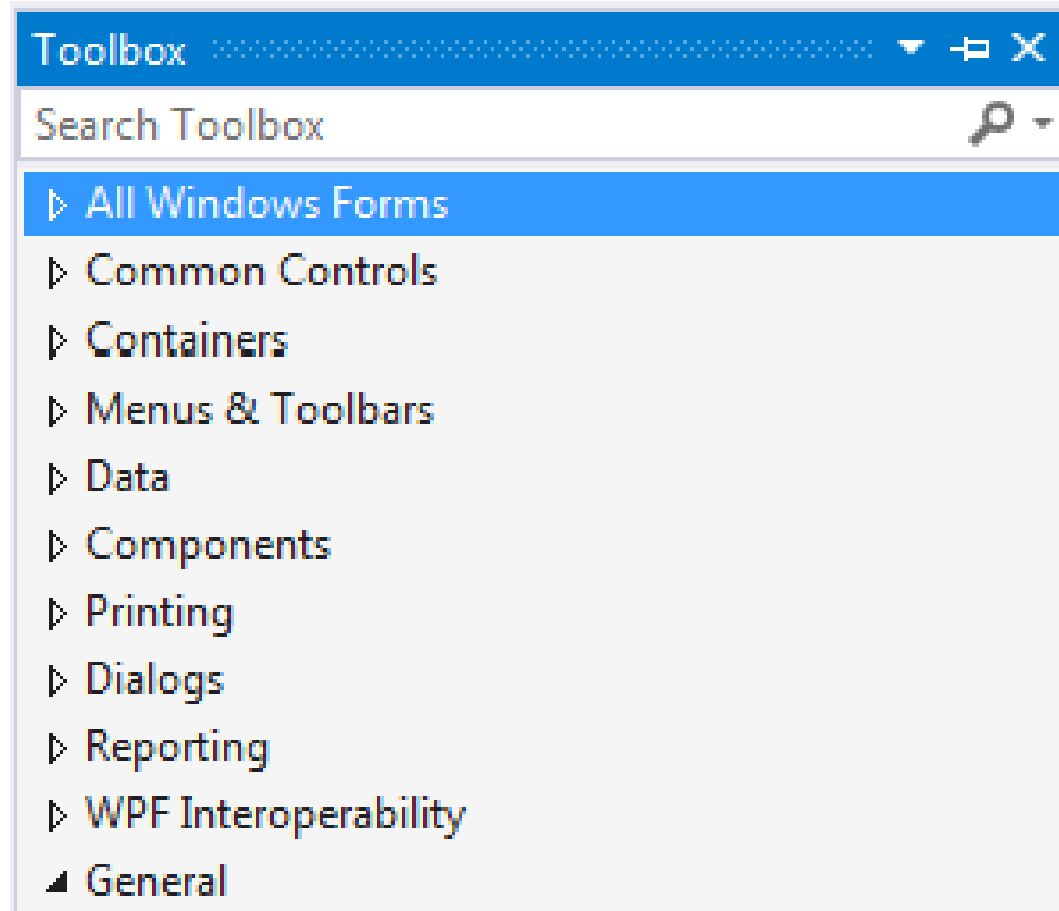 Toolbox
Search Toolbox
All Windows Forms
Common Controls
Containers
Menus & Toolbars
Data
Components
Printing
Dialogs
Reporting
WPF Interoperability
General